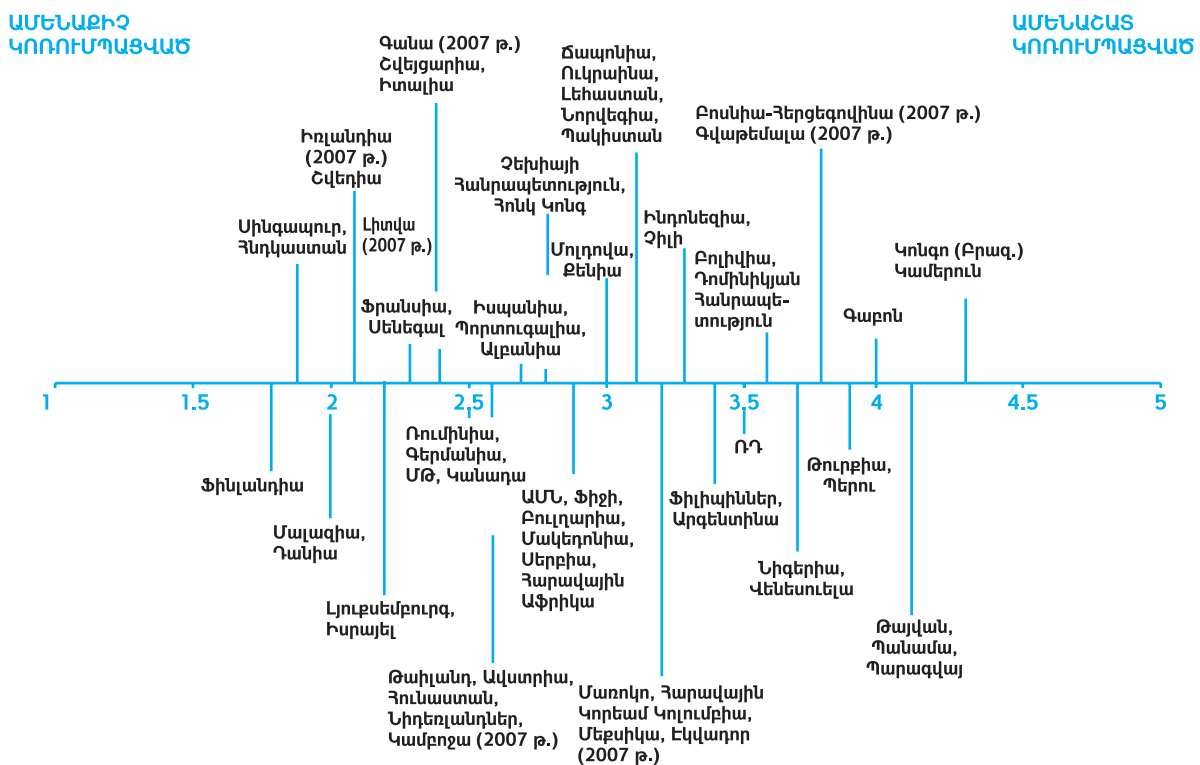 ԱՄԵՆԱՔԻՉ
ԿՈՌՈՒՄՊԱՑՎԱԾ
ԱՄԵՆԱՇԱՏ
ԿՈՌՈՒՄՊԱՑՎԱԾ
Գանա (2007 թ.)
Շվեյցարիա,
Իտալիա
Ճապոնիա,
Ուկրաինա,
Լեհաստան,
Նորվեգիա,
Պակիստան
Բոսնիա-Հերցեգովինա (2007 թ.)
Գվաթեմալա (2007 թ.)
Իռլանդիա
(2007 թ.)
Շվեդիա
Չեխիայի
Հանրապետություն,
Հոնկ Կոնգ
Սինգապուր,
Հնդկաստան
Լիտվա
(2007 թ.)
Մոլդովա,
Քենիա
Ինդոնեզիա,
Չիլի
Բոլիվիա,
Դոմինիկյան
Հանրապե-
տություն
Կոնգո (Բրազ.)
Կամերուն
Ֆրանսիա,
Սենեգալ
Իսպանիա,
Պորտուգալիա,
Ալբանիա
Գաբոն
1 1.5 2 2.5 3 3.5 4 4.5 5
Ֆինլանդիա
Մալազիա,
Դանիա
Լյուքսեմբուրգ,
Իսրայել
Ռումինիա,
Գերմանիա,
ՄԹ, Կանադա
Թաիլանդ, Ավստրիա,
Հունաստան,
Նիդեռլանդներ,
Կամբոջա (2007 թ.)
ԱՄՆ, Ֆիջի,
Բուլղարիա,
Մակեդոնիա,
Սերբիա,
Հարավային
Աֆրիկա
Մառոկո, Հարավային
Կորեամ Կոլումբիա,
Մեքսիկա, Էկվադոր
(2007 թ.)
Ֆիլիպիններ,
Արգենտինա
ՌԴ
Նիգերիա,
Վենեսուելա
Թուրքիա,
Պերու
Թայվան,
Պանամա,
Պարագվայ